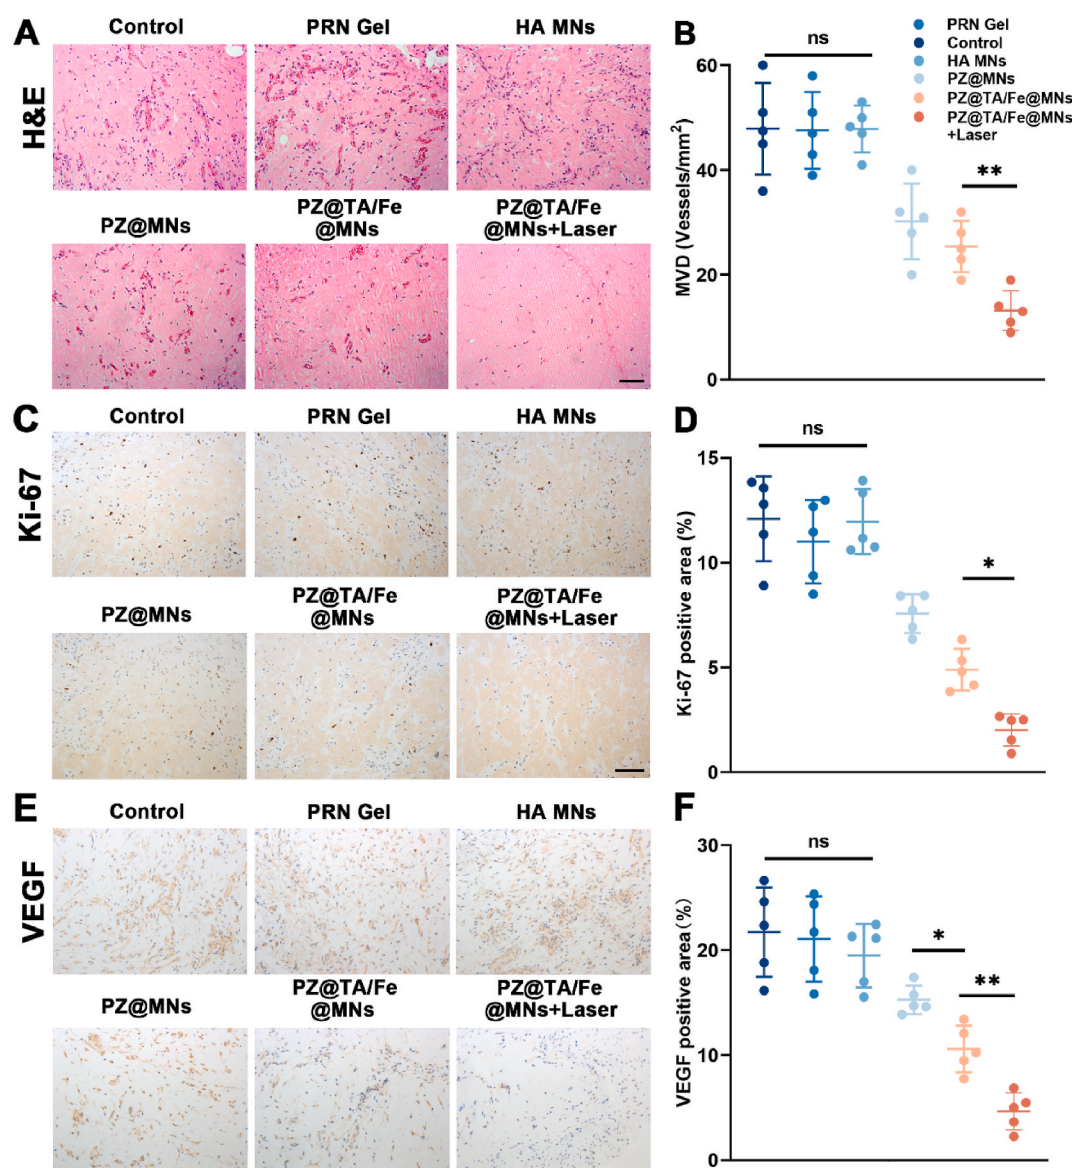 A
H&E
Control
PRN Gel
HA MNs
PZ@MNs
PZ@TA/Fe
@MNs
PZ@TA/Fe
@MNs+Laser
B
PRN Gel
Control
HA MNs
PZ@MNs
PZ@TA/Fe@MNs
PZ@TA/Fe@MNs
+Laser
MVD (Vessels/mm²)
60
40
20
0
ns
**
C
Ki-67
Control
PRN Gel
HA MNs
PZ@MNs
PZ@TA/Fe
@MNs
PZ@TA/Fe
@MNs+Laser
D
Ki-67 positive area (%)
15
10
5
0
ns
*
E
VEGF
Control
PRN Gel
HA MNs
PZ@MNs
PZ@TA/Fe
@MNs
PZ@TA/Fe
@MNs+Laser
F
VEGF positive area (%)
30
20
10
0
ns
*
**